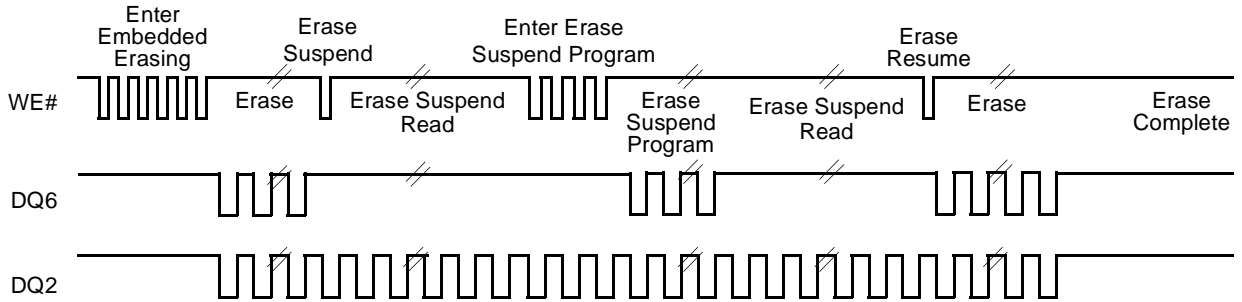 Enter
Embedded
Erasing
Erase
Suspend
Enter Erase
Suspend Program
Erase
Resume
WE#
Erase
Erase Suspend
Read
Erase
Suspend
Program
Erase Suspend
Read
Erase
Erase
Complete
DQ6
DQ2